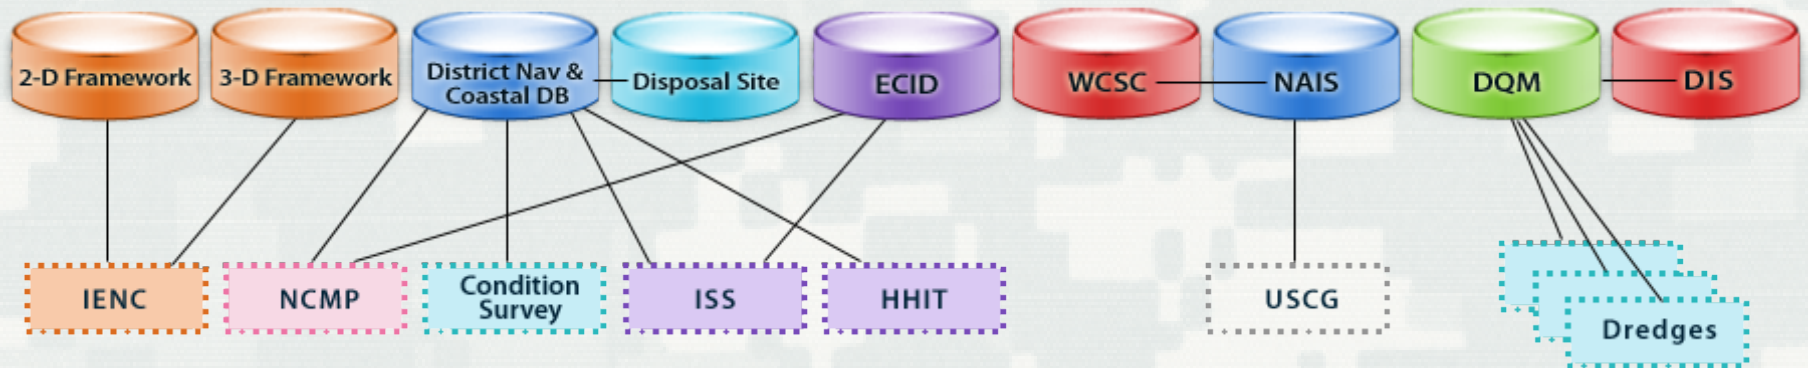 2-D Framework
3-D Framework
District Nav &
Coastal DB
Disposal Site
ECID
WCSC
NAIS
DQM
DIS
IENC
NCMP
Condition
Survey
ISS
HHIT
USCG
Dredges